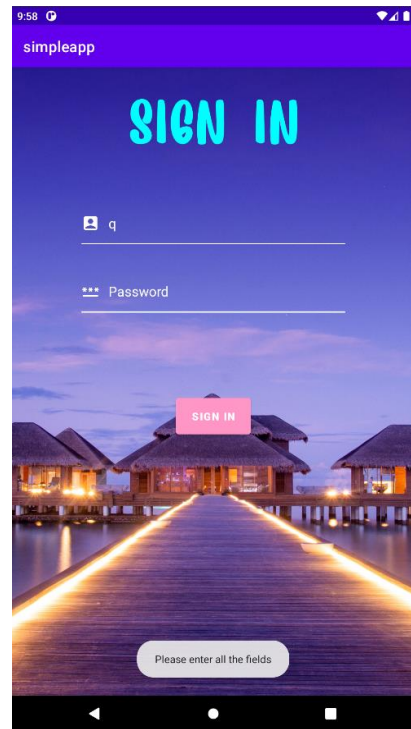 9:58
simpleapp
SIGN IN
q
Password
SIGN IN
Please enter all the fields